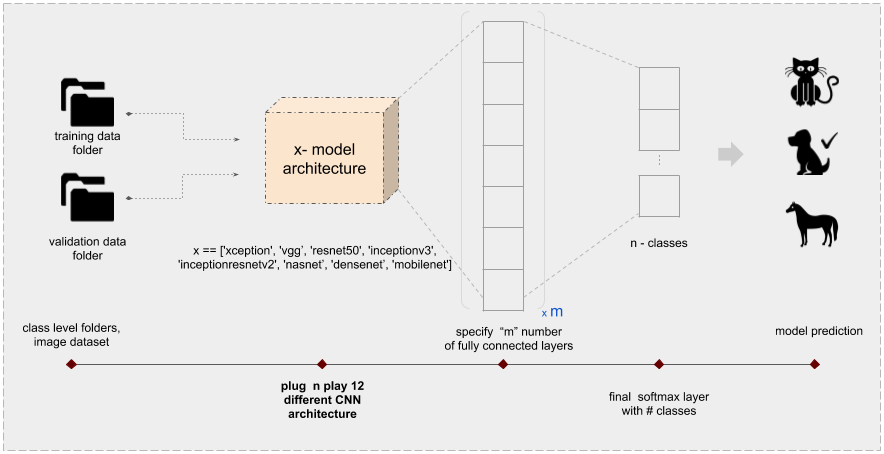 training data
folder
validation data
folder
x- model
architecture
x == ['xception', 'vgg', 'resnet50', 'inceptionv3',
'inceptionresnetv2', 'nasnet', 'densenet', 'mobilenet']
x m
n - classes
class level folders,
image dataset
specify “m” number
of fully connected layers
model prediction
plug n play 12
different CNN
architecture
final softmax layer
with # classes